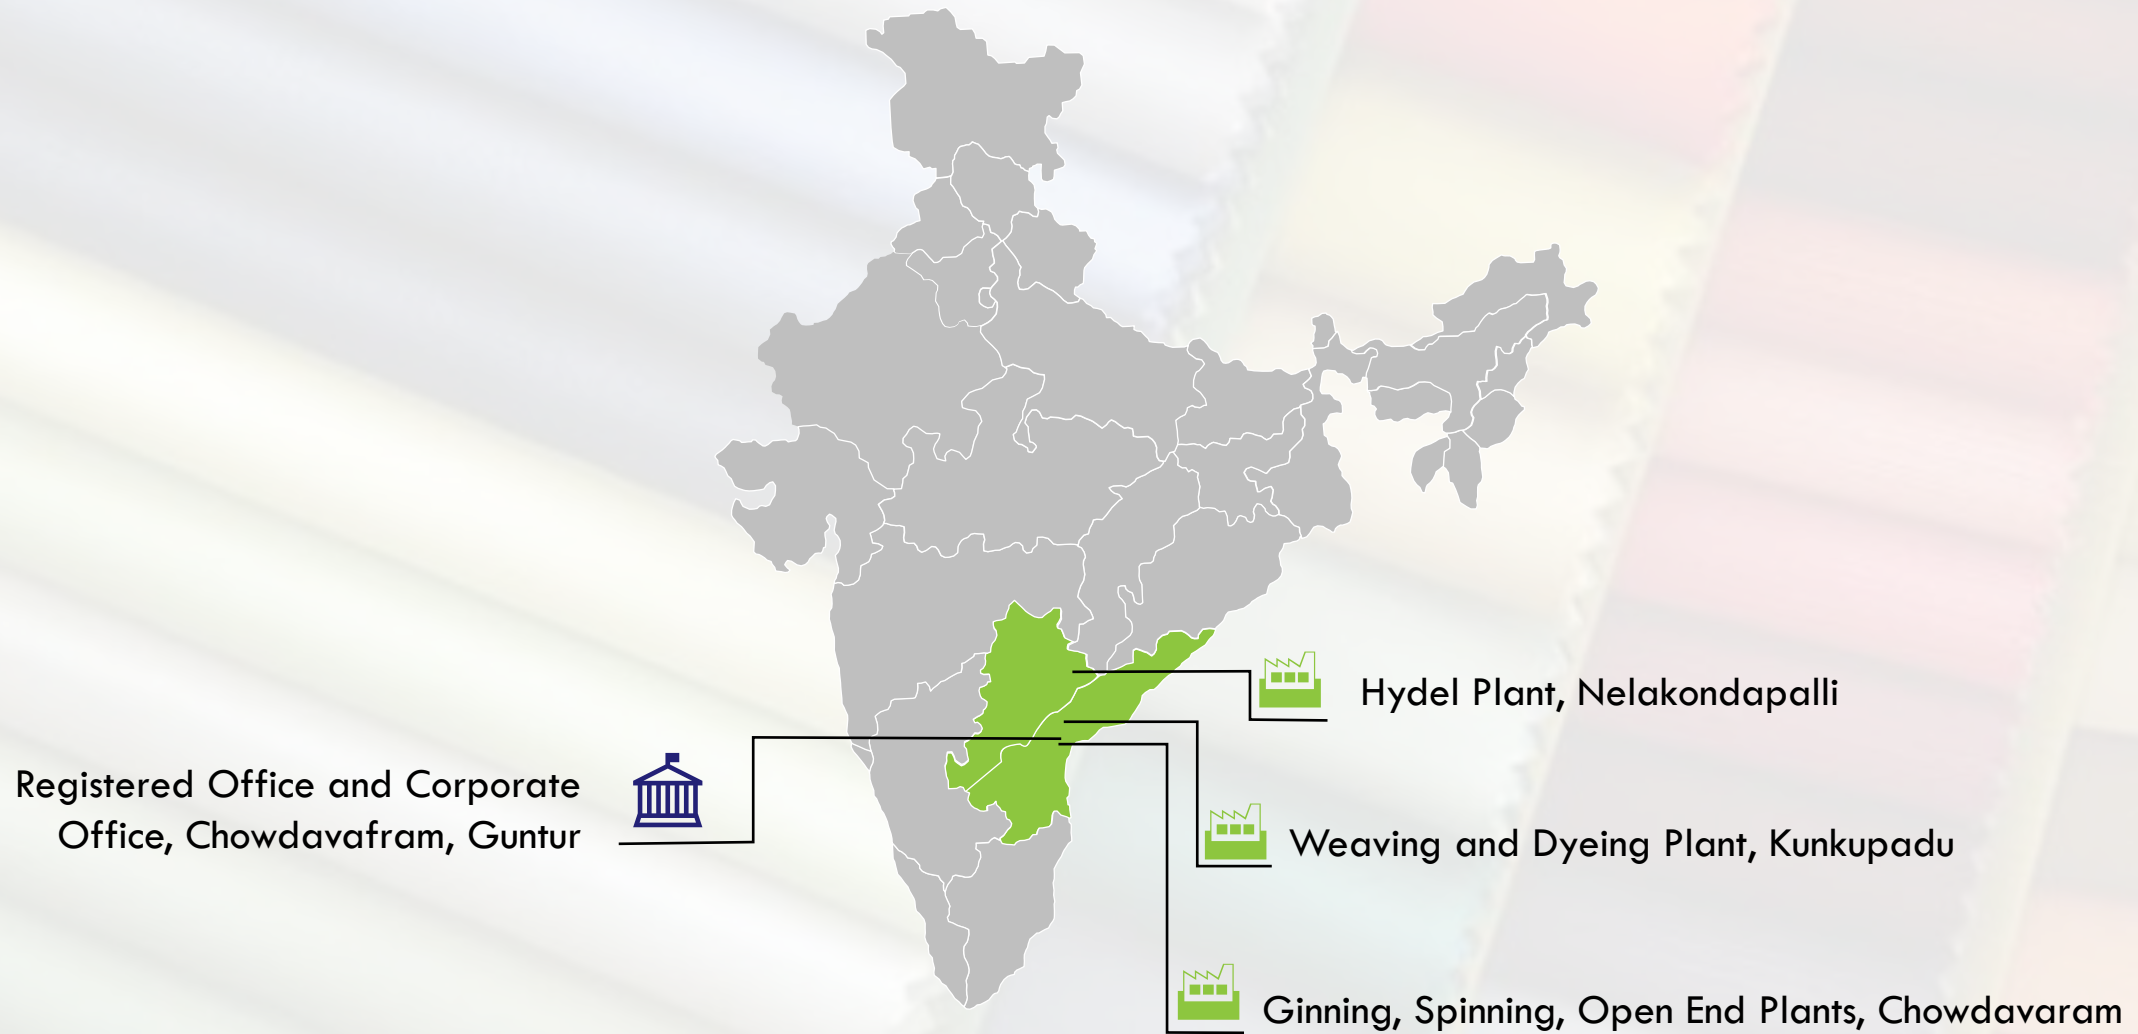 Hydel Plant, Nelakondapalli
Registered Office and Corporate
Office, Chowdavafram, Guntur
Weaving and Dyeing Plant, Kunkupadu
Ginning, Spinning, Open End Plants, Chowdavaram